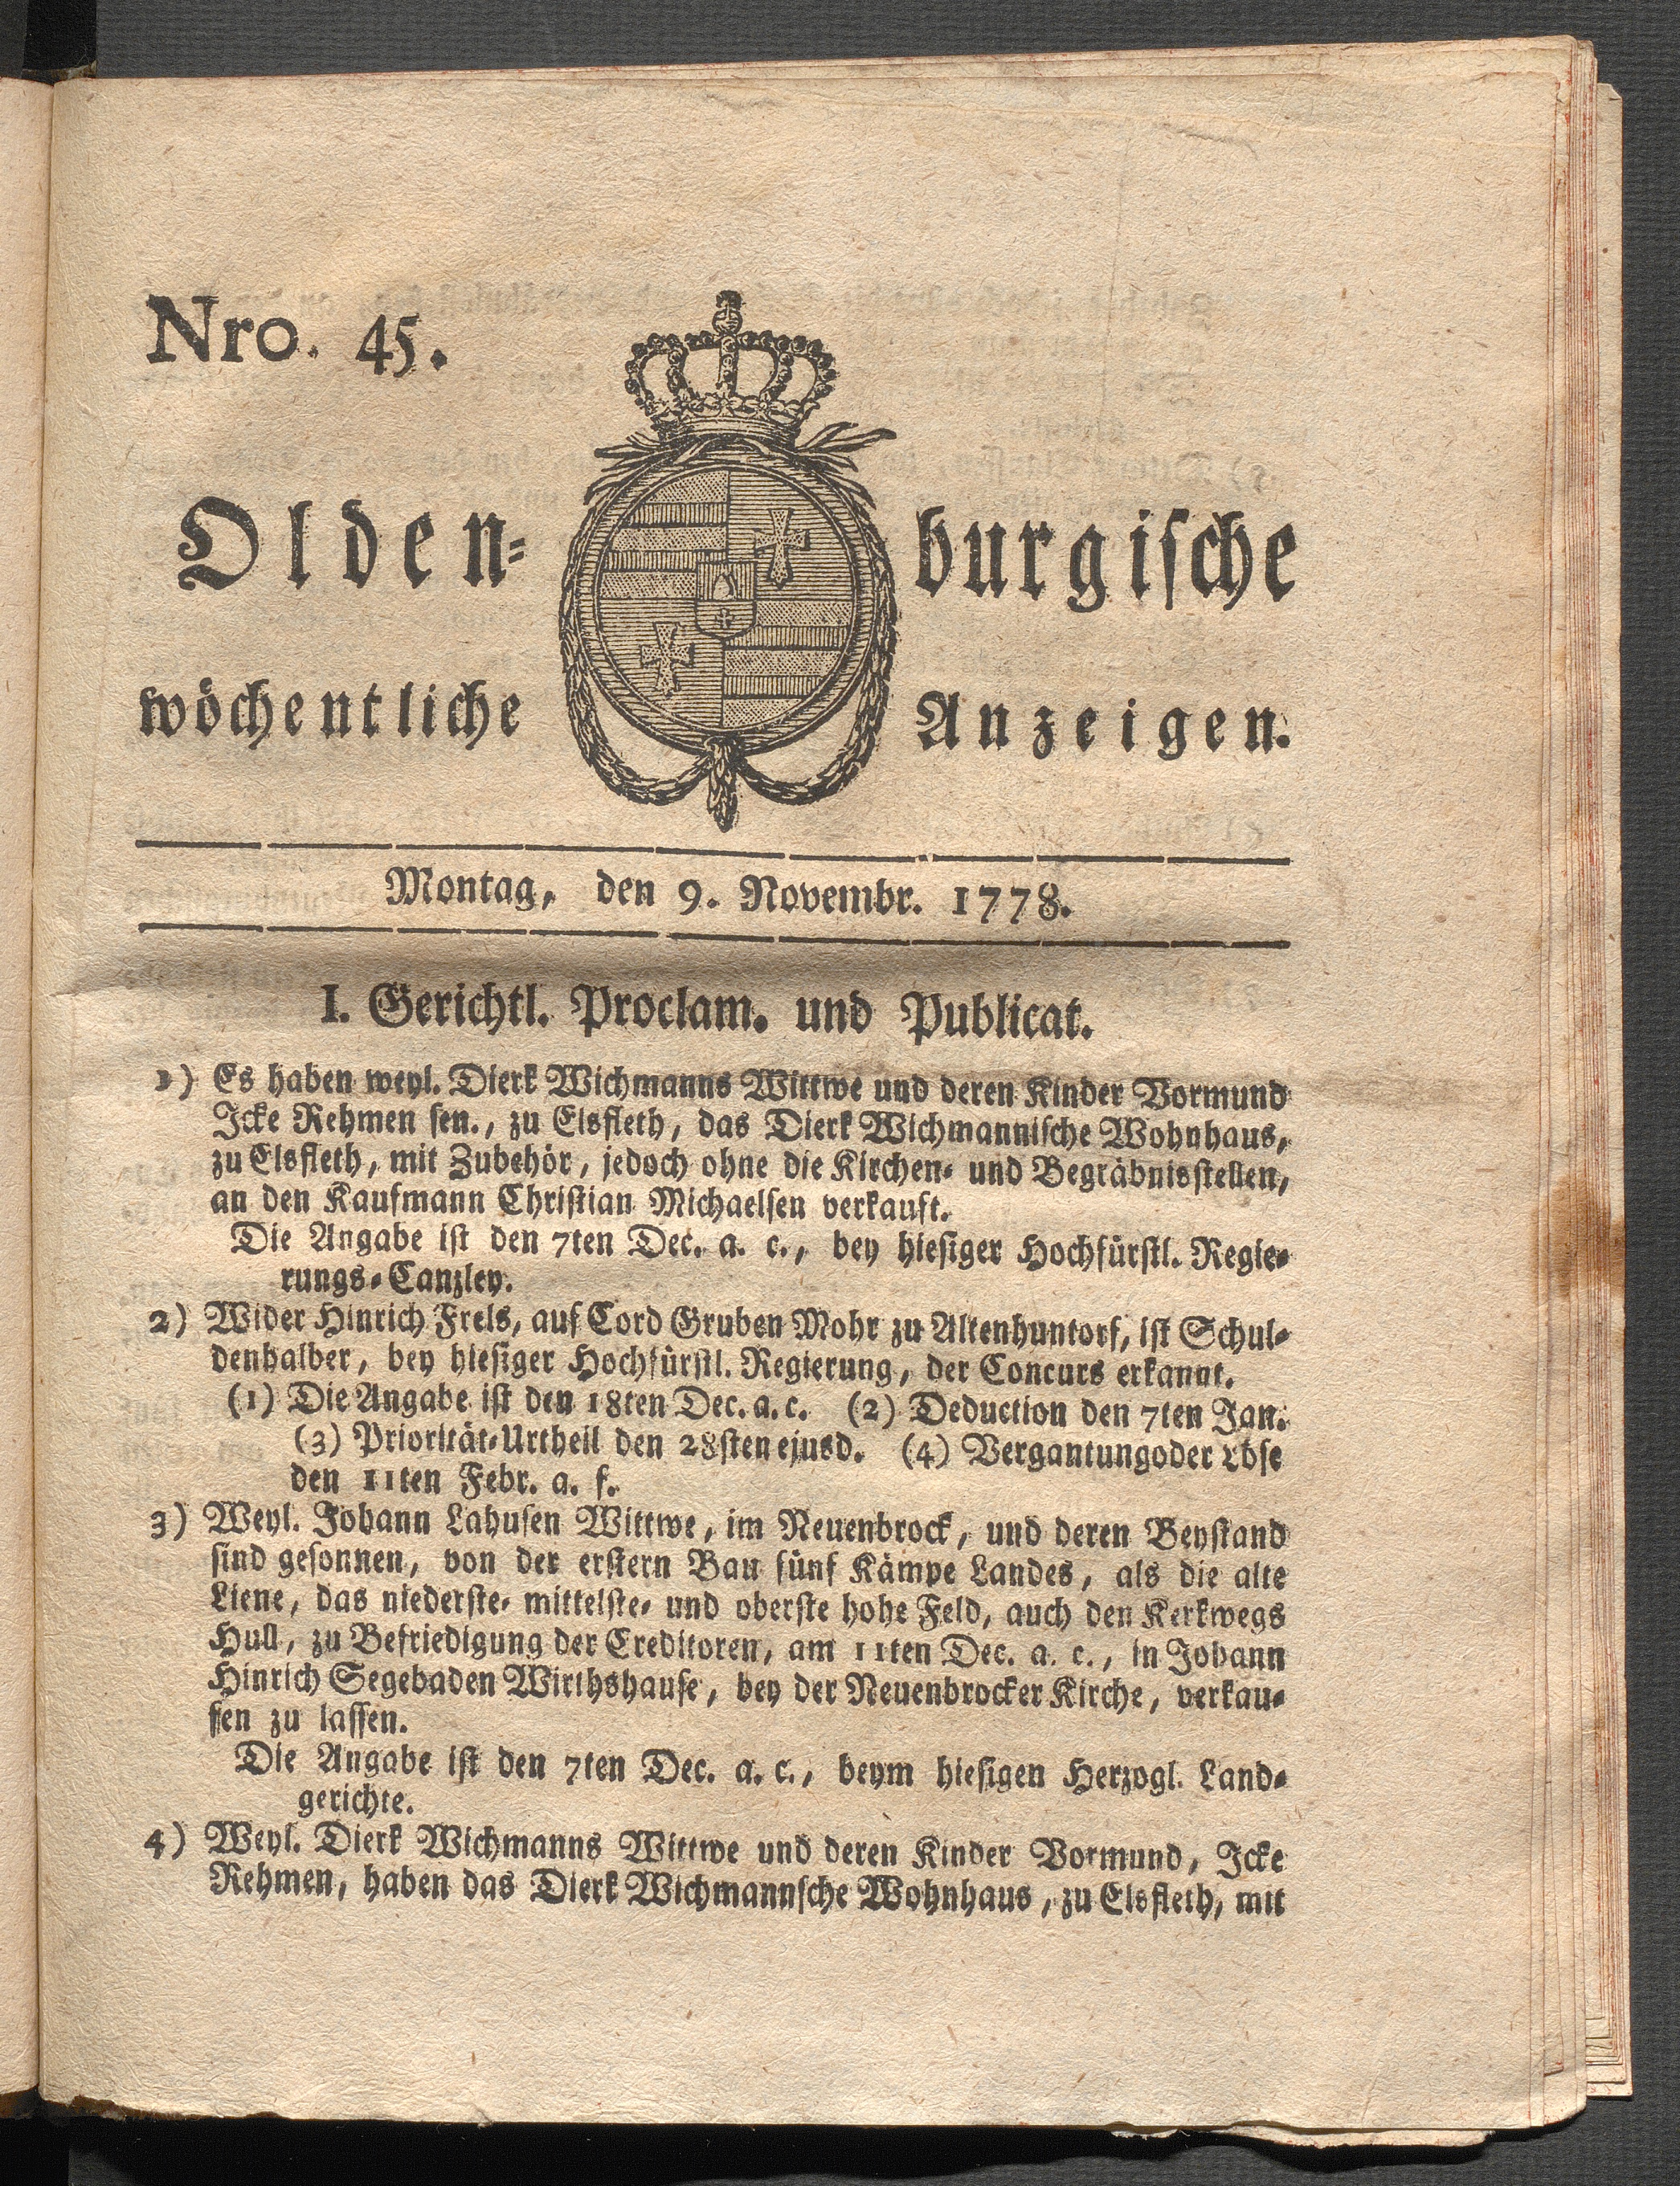 Nro. 45.
Olden-burgische
wöchentliche Anzeigen.
Montag, den 9. Novembr. 1778.
I. Gerichtl. Proclam. und Publicat.
1) Es haben weyl. Dierk Wichmanns Wittwe und deren Kinder Vormund
Icke Rehmen sen., zu Elsfleth, das Dierk Wichmannische Wohnhaus,
zu Elsfleth, mit Zubehör, jedoch ohne die Kirchen- und Begräbnisstellen,
an den Kaufmann Christian Michaelsen verkauft.
Die Angabe ist den 7ten Dec. a. c., bey hiesiger Hochfürstl. Regie-
rungs-Canzley.
2) Wider Hinrich Frels, auf Cord Gruben Mohr zu Altenhuntorf, ist Schul-
denhalber, bey hiesiger Hochfürstl. Regierung, der Concurs erkannt.
(1) Die Angabe ist den 18ten Dec. a. c. (2) Deduction den 7ten Jan.
(3) Priorität-Urtheil den 28sten ejusd. (4) Vergantungoder Löse
den 11ten Febr. a. f.
3) Weyl. Johann Lahusen Wittwe, im Neuenbrock, und deren Beystand
sind gesonnen, von der erstern Bau fünf Kämpe Landes, als die alte
Liene, das niederste- mittelste- und oberste hohe Feld, auch den Kerkwegs
Hull, zu Befriedigung der Creditoren, am 11ten Dec. a. c., in Johann
Hinrich Segebaden Wirthshause, bey der Neuenbrocker Kirche, verkau-
fen zu lassen.
Die Angabe ist den 7ten Dec. a. c., beym hiesigen Herzogl. Land-
gerichte.
4) Weyl. Dierk Wichmanns Wittwe und deren Kinder Vormund, Icke
Rehmen, haben das Dierk Wichmannsche Wohnhaus, zu Elsfleth, mit